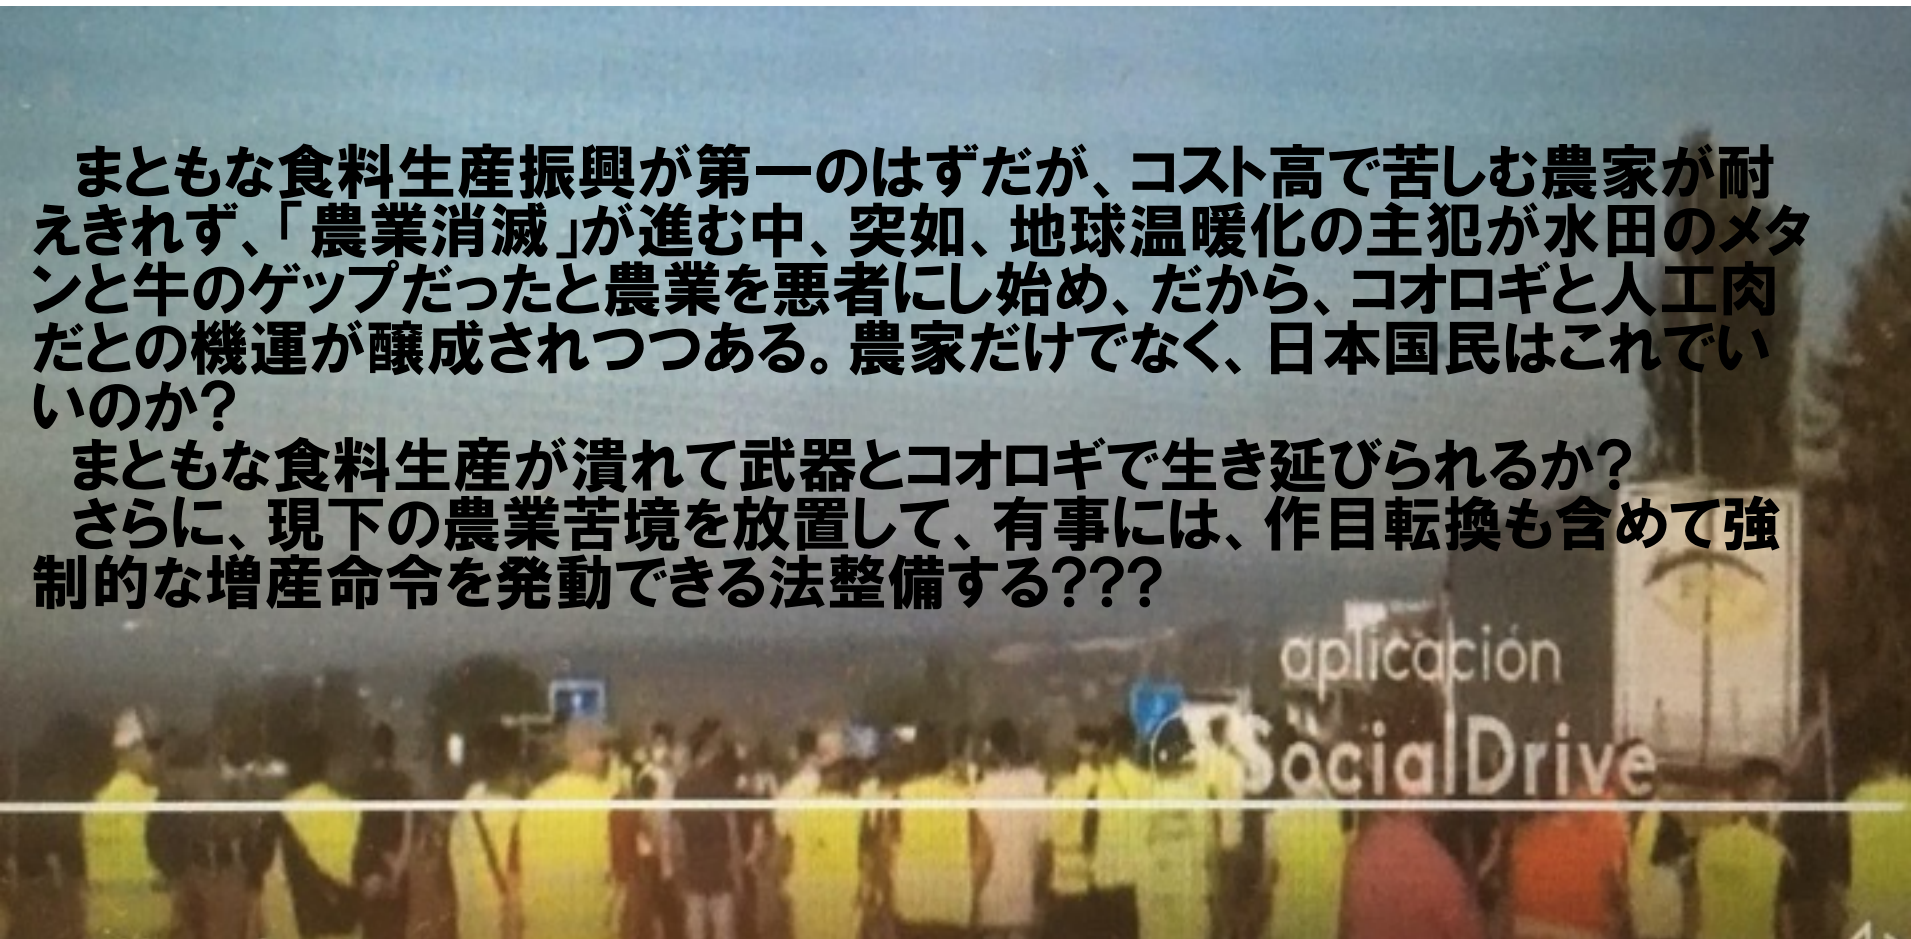 まともな食料生産振興が第一のはずだが、コスト高で苦しむ農家が耐
えきれず、「農業消滅」が進む中、突如、地球温暖化の主犯が水田のメタ
ンと牛のゲップだったと農業を悪者にし始め、だから、コオロギと人工肉
だとの機運が醸成されつつある。農家だけでなく、日本国民はこれでい
いのか？
まともな食料生産が潰れて武器とコオロギで生き延びられるか？
さらに、現下の農業苦境を放置して、有事には、作目転換も含めて強
制的な増産命令を発動できる法整備する？？？
aplicación
SocialDrive